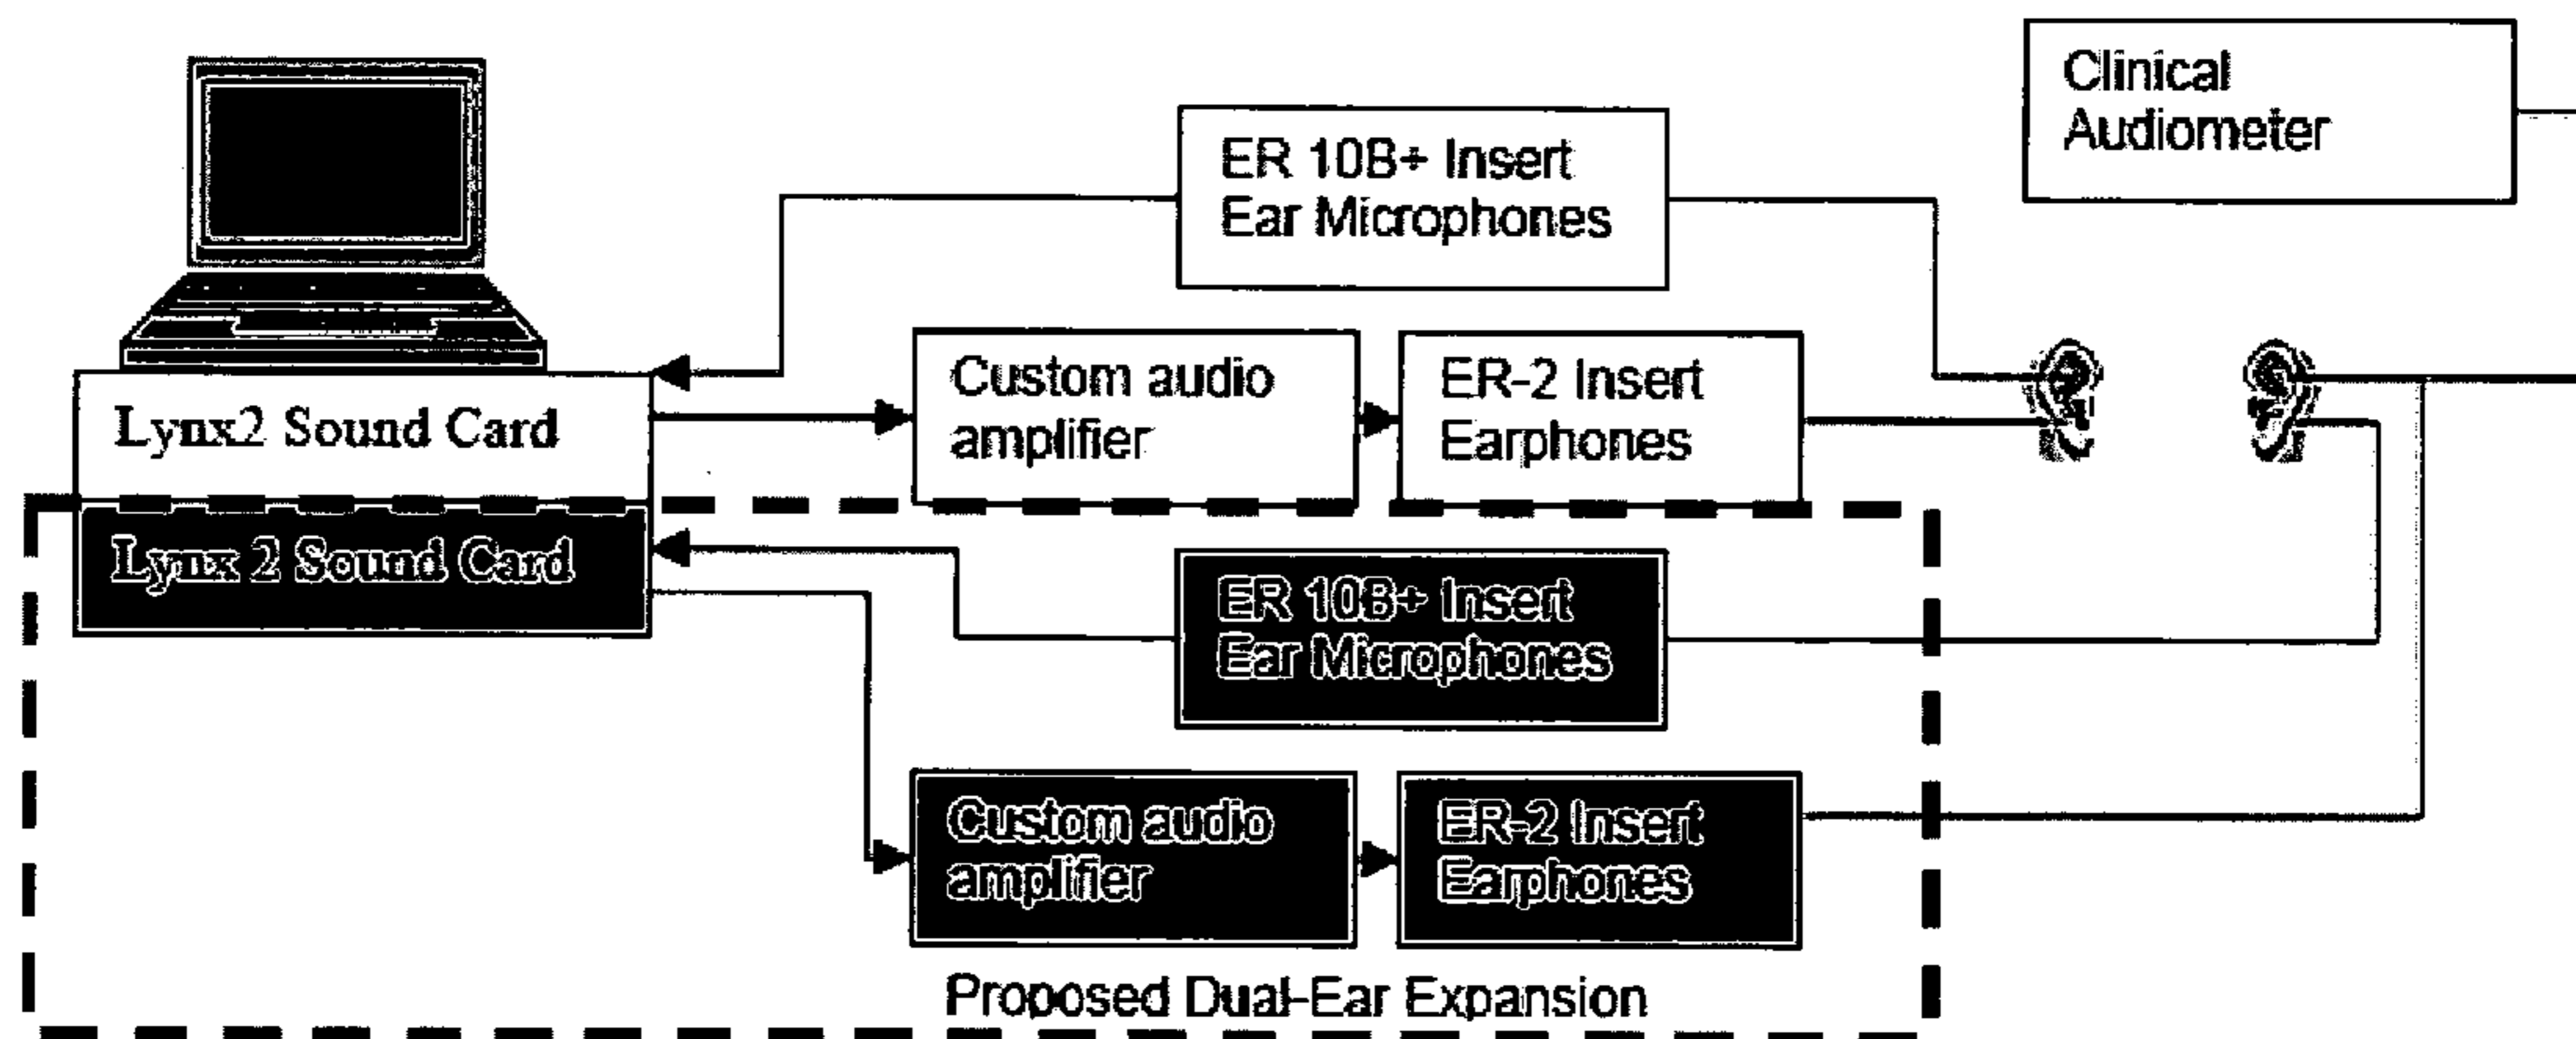 Clinical
Audiometer
ER 10B+ Insert
Ear Microphones
Custom audio
amplifier
ER-2 Insert
Earphones
Lynx2 Sound Card
Lynx 2 Sound Card
ER 10B+ Insert
Ear Microphones
Custom audio
amplifier
ER-2 Insert
Earphones
Proposed Dual-Ear Expansion